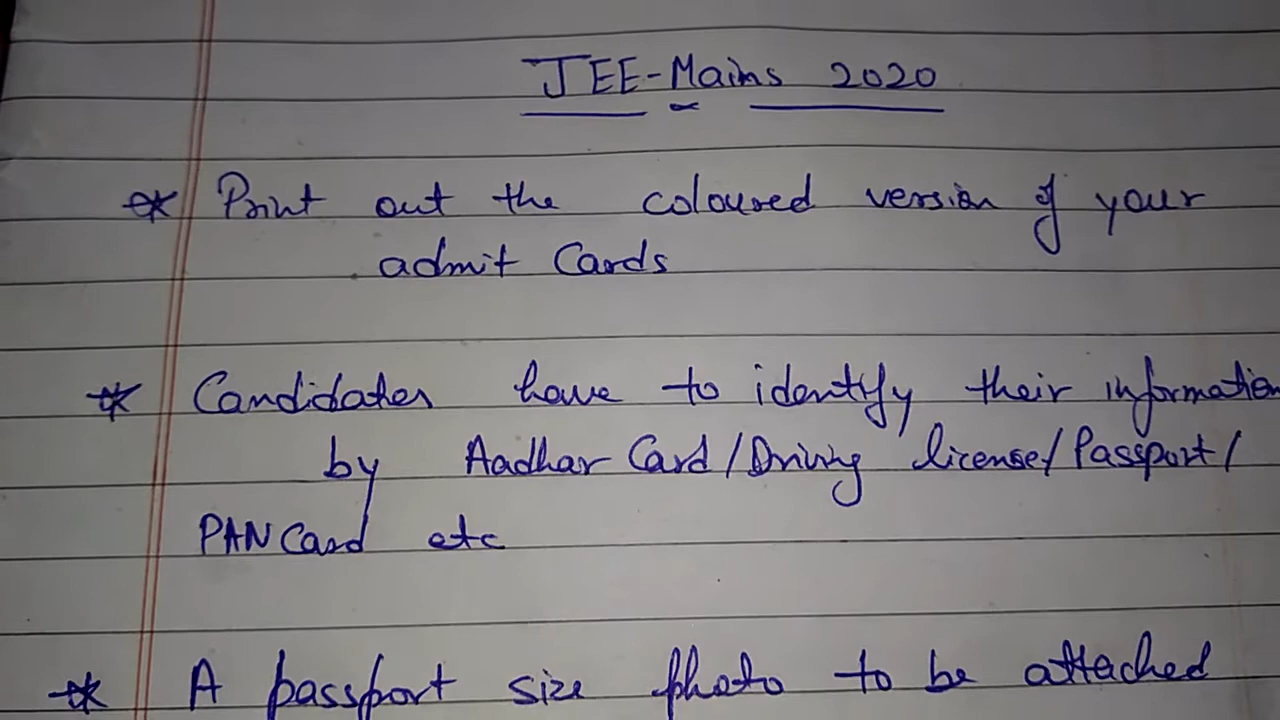 JEE-Mains 2020
* Print out the coloured version of your
admit Cards
* Candidates have to identify their information
by Aadhar Card/Driving license/Passport/
PAN Card etc
* A passport size photo to be attached